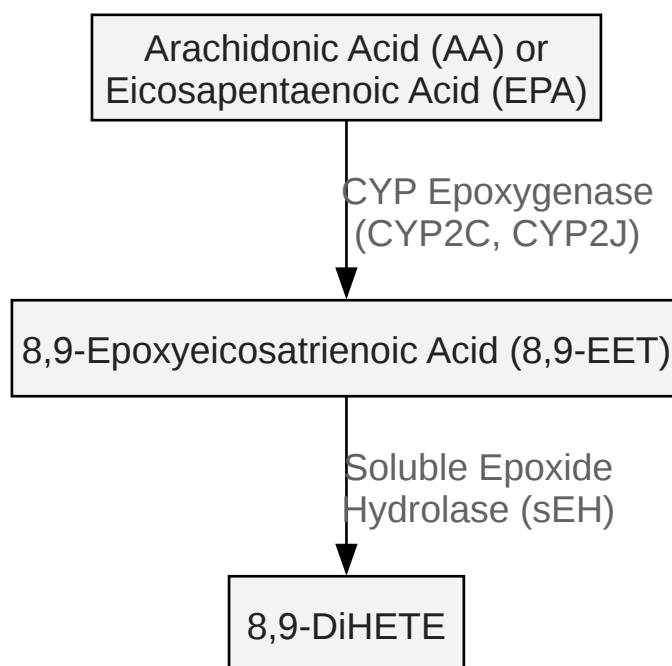 Arachidonic Acid (AA) or
Eicosapentaenoic Acid (EPA)
CYP Epoxygenase
(CYP2C, CYP2J)
8,9-Epoxyeicosatrienoic Acid (8,9-EET)
Soluble Epoxide
Hydrolase (sEH)
8,9-DiHETE